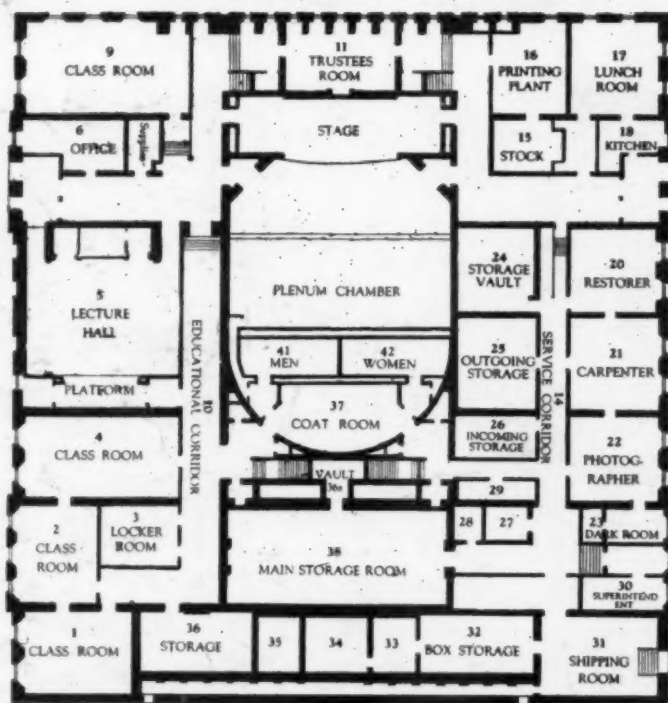 9
CLASS ROOM
11
TRUSTEES
ROOM
16
PRINTING
PLANT
17
LUNCH
ROOM
6
OFFICE
Supplies
STAGE
15
STOCK
18
KITCHEN
5
LECTURE
HALL
PLATFORM
PLENUM CHAMBER
24
STORAGE
VAULT
20
RESTORER
41
MEN
42
WOMEN
25
OUTGOING
STORAGE
21
CARPENTER
EDUCATIONAL CORRIDOR
10
SERVICE CORRIDOR
14
37
COAT ROOM
4
CLASS ROOM
26
INCOMING
STORAGE
22
PHOTOG-
RAPHER
VAULT
36a
29
2
CLASS
ROOM
3
LOCKER
ROOM
38
MAIN STORAGE ROOM
28
27
23
DARK ROOM
30
SUPERINTEND
ENT
1
CLASS ROOM
36
STORAGE
35
34
33
32
BOX STORAGE
31
SHIPPING
ROOM